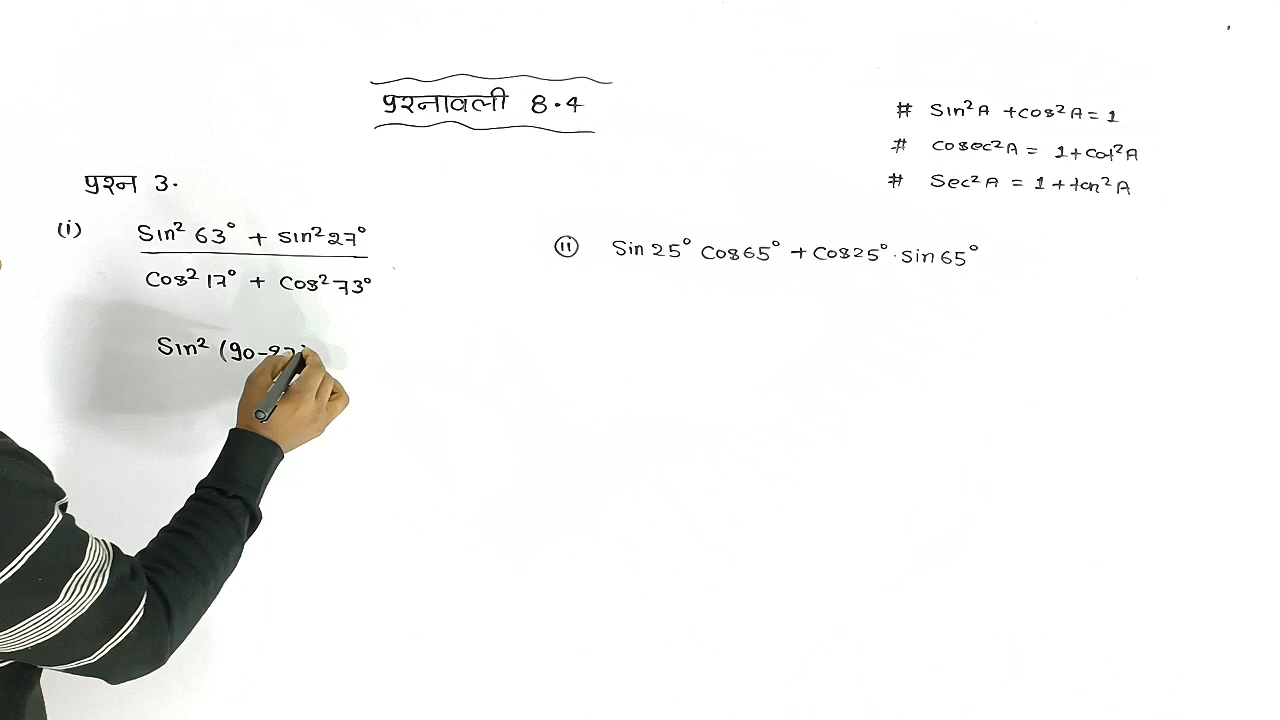 प्रश्नावली 8.4
# Sin²A + cos²A = 1
# cosec²A = 1 + cot²A
# Sec²A = 1 + tan²A
प्रश्न 3.
(i) Sin² 63° + sin² 27°
Cos² 17° + Cos² 73°
(ii) Sin 25° Cos 65° + Cos 25° . sin 65°
Sin² (90-27